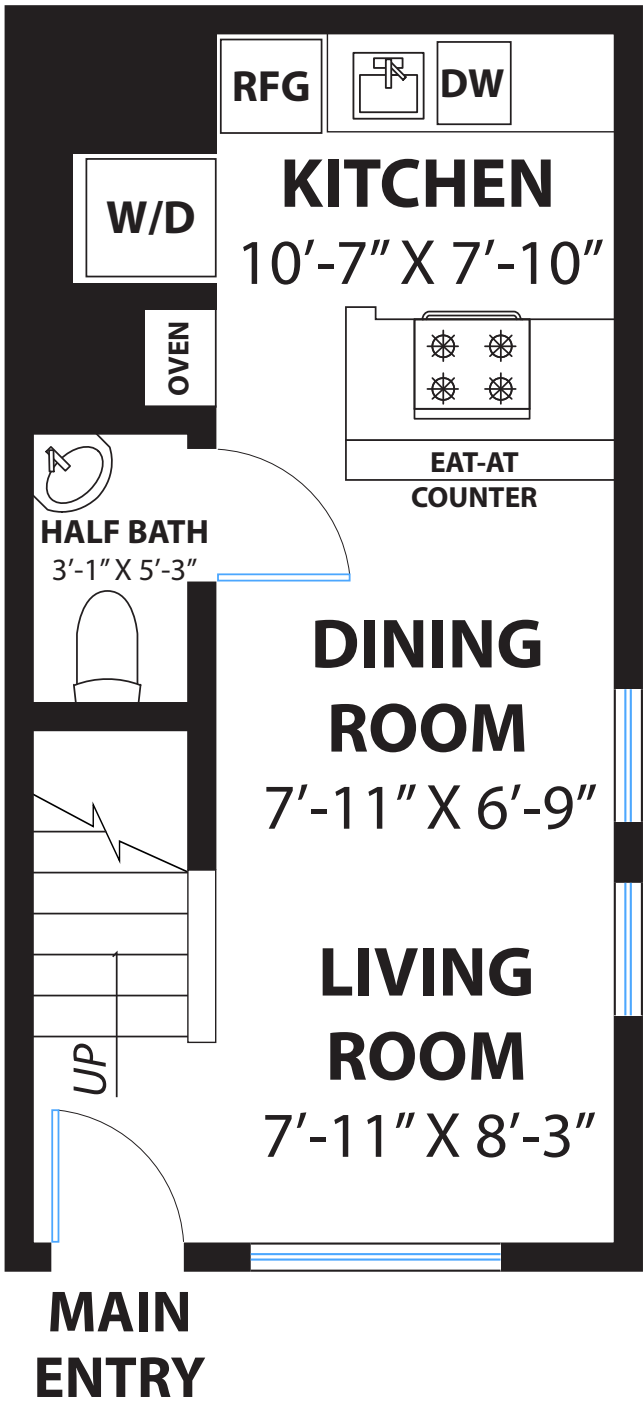 RFG
DW
W/D
KITCHEN
10′-7″ X 7′-10″
OVEN
EAT-AT
COUNTER
HALF BATH
3′-1″ X 5′-3″
DINING
ROOM
7′-11″ X 6′-9″
LIVING
ROOM
7′-11″ X 8′-3″
UP
MAIN
ENTRY